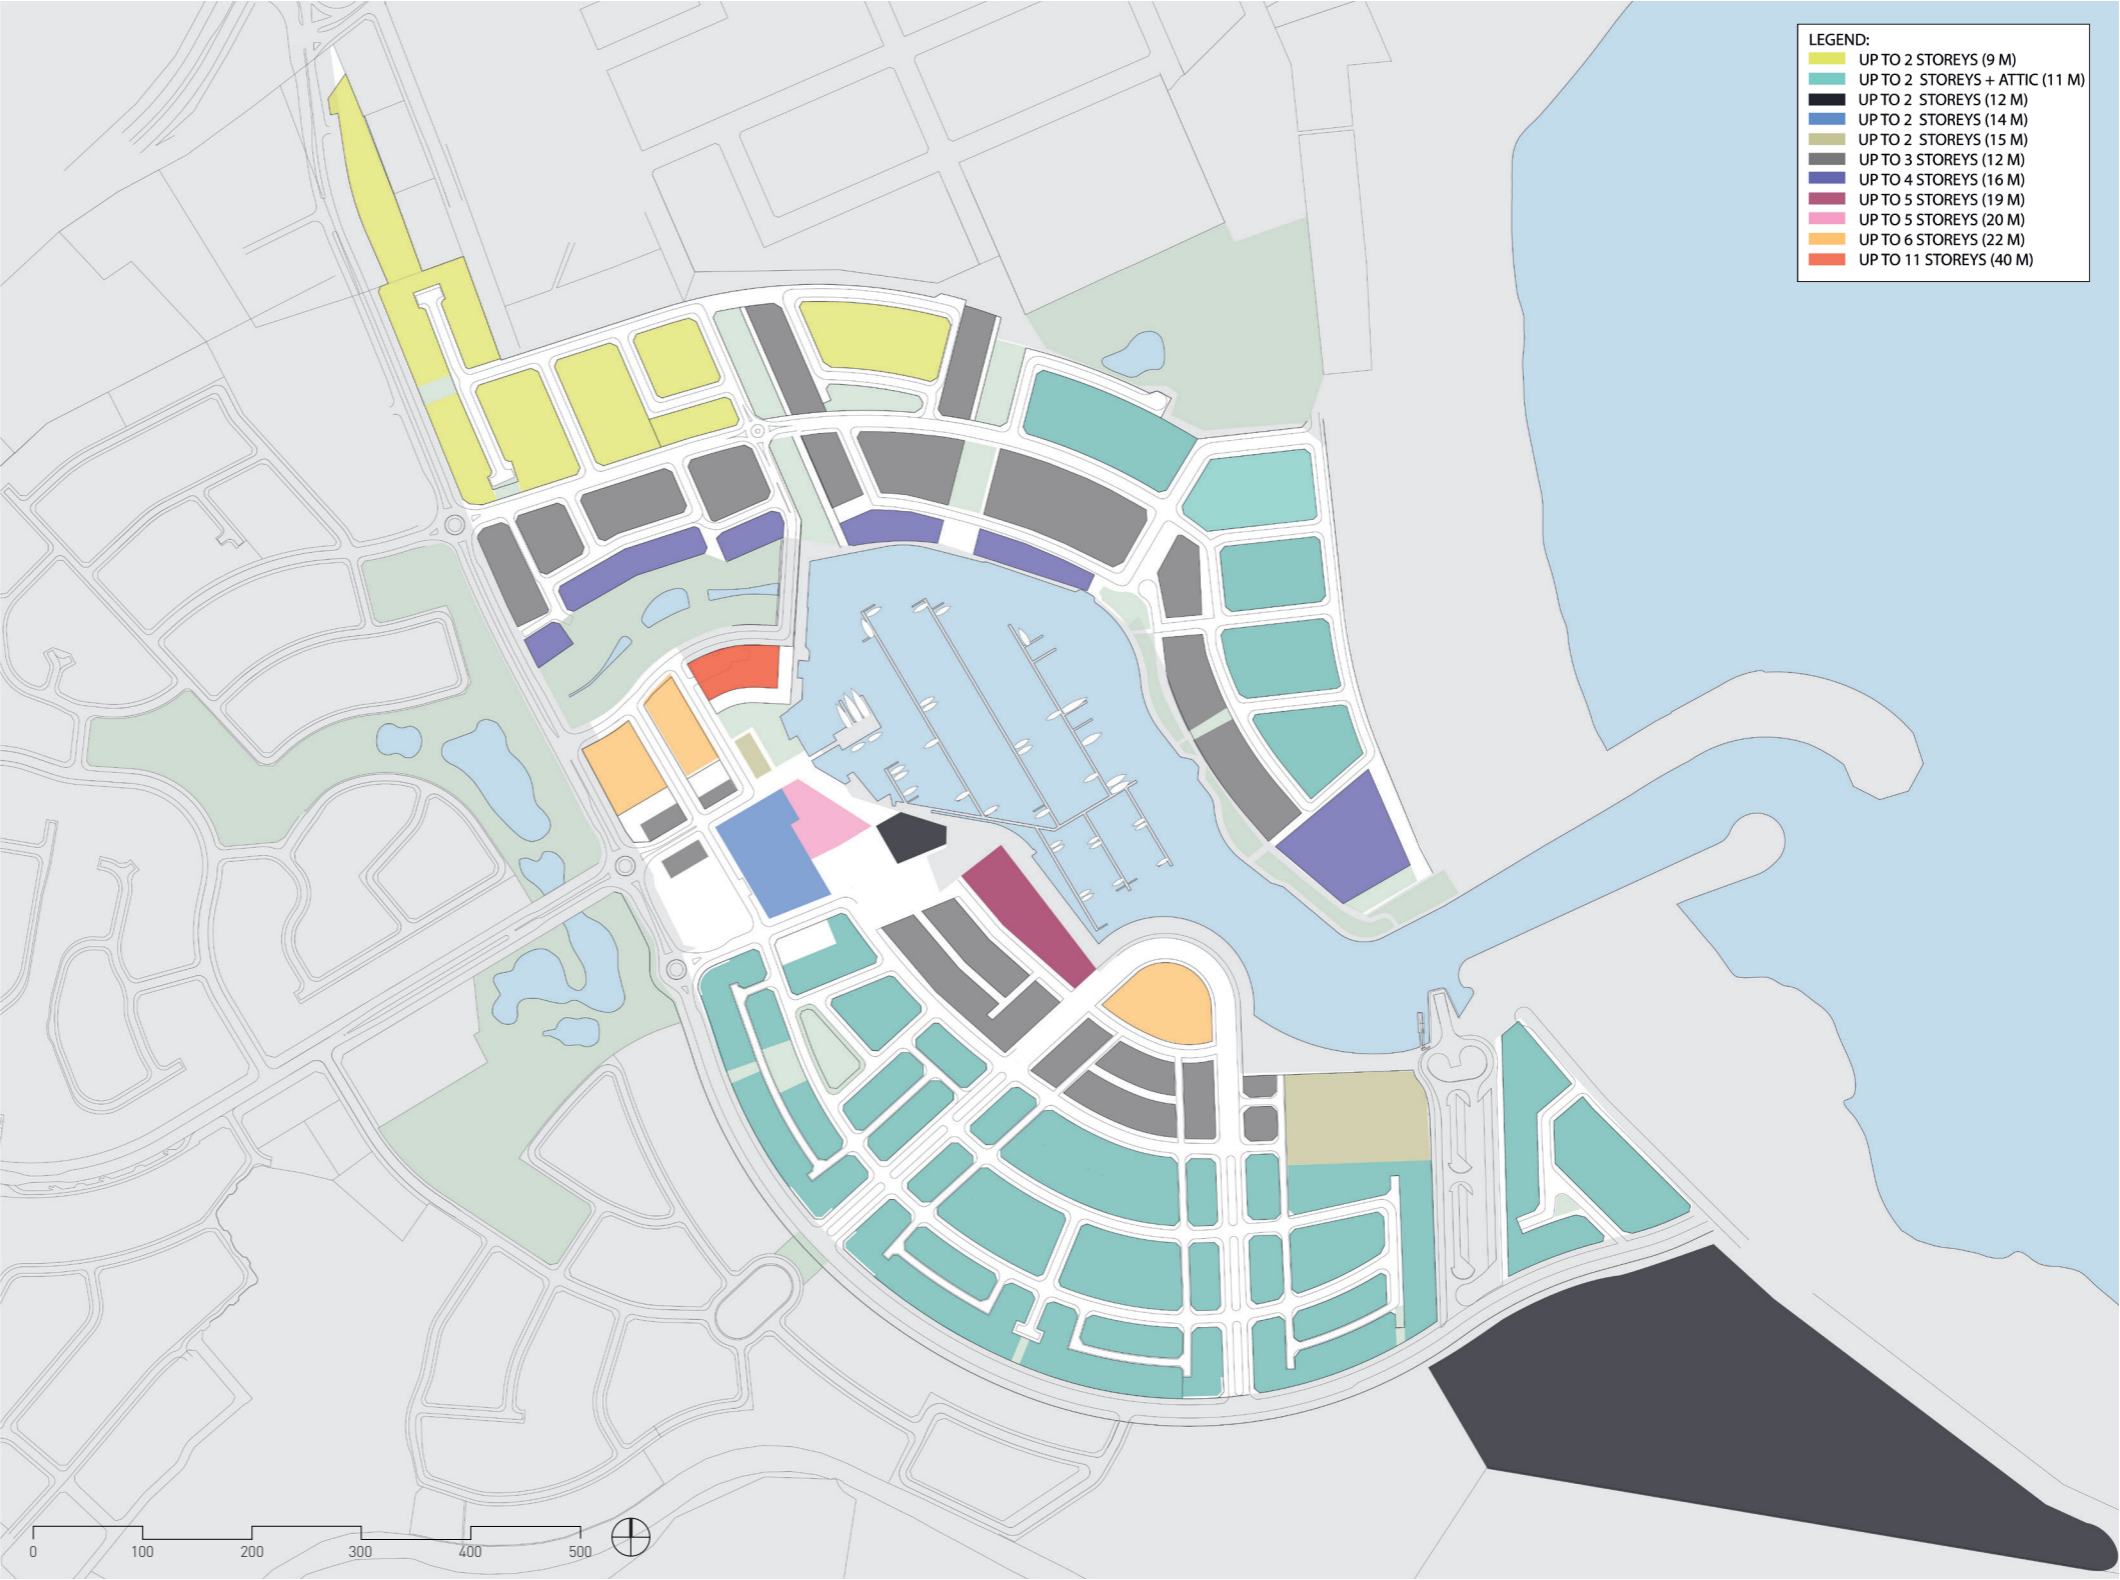 LEGEND:
UP TO 2 STOREYS (9 M)
UP TO 2 STOREYS + ATTIC (11 M)
UP TO 2 STOREYS (12 M)
UP TO 2 STOREYS (14 M)
UP TO 2 STOREYS (15 M)
UP TO 3 STOREYS (12 M)
UP TO 4 STOREYS (16 M)
UP TO 5 STOREYS (19 M)
UP TO 5 STOREYS (20 M)
UP TO 6 STOREYS (22 M)
UP TO 11 STOREYS (40 M)
0 100 200 300 400 500